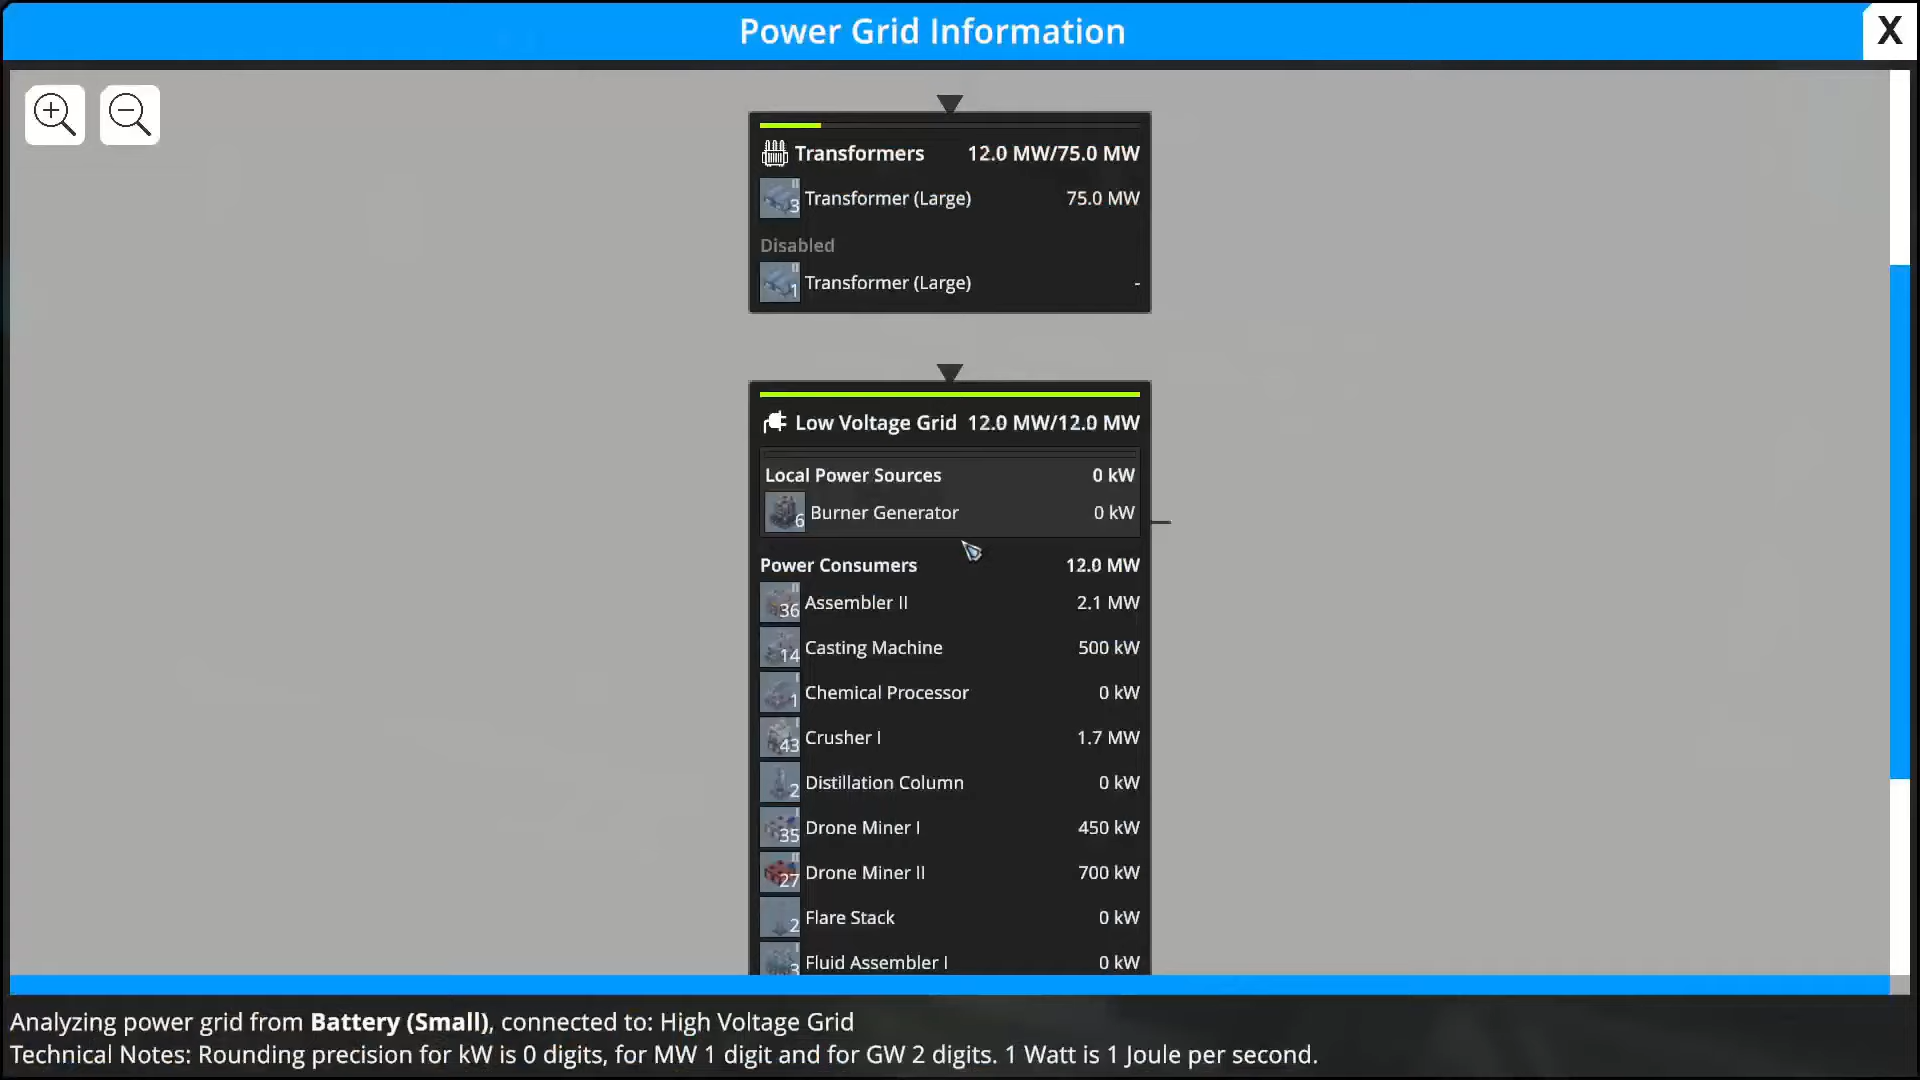 Power Grid Information
X
Transformers 12.0 MW/75.0 MW
3 Transformer (Large) 75.0 MW
Disabled
1 Transformer (Large) -
Low Voltage Grid 12.0 MW/12.0 MW
Local Power Sources 0 kW
6 Burner Generator 0 kW
Power Consumers 12.0 MW
36 Assembler II 2.1 MW
14 Casting Machine 500 kW
1 Chemical Processor 0 kW
43 Crusher I 1.7 MW
2 Distillation Column 0 kW
35 Drone Miner I 450 kW
27 Drone Miner II 700 kW
2 Flare Stack 0 kW
3 Fluid Assembler I 0 kW
Analyzing power grid from Battery (Small), connected to: High Voltage Grid
Technical Notes: Rounding precision for kW is 0 digits, for MW 1 digit and for GW 2 digits. 1 Watt is 1 Joule per second.